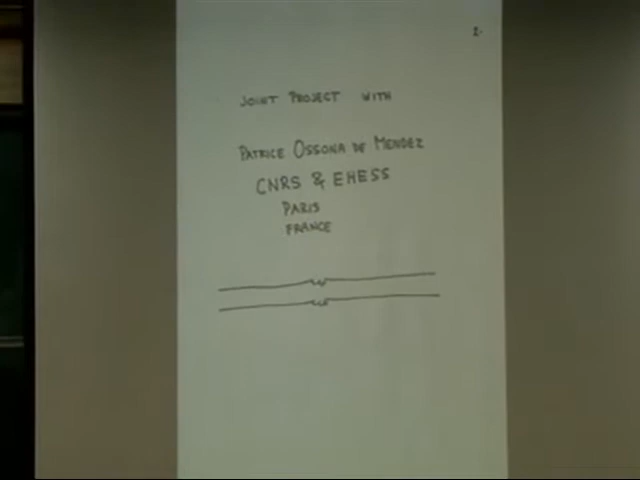 2.
JOINT PROJECT WITH
PATRICE OSSONA DE MENDEZ
CNRS & EHESS
PARIS
FRANCE